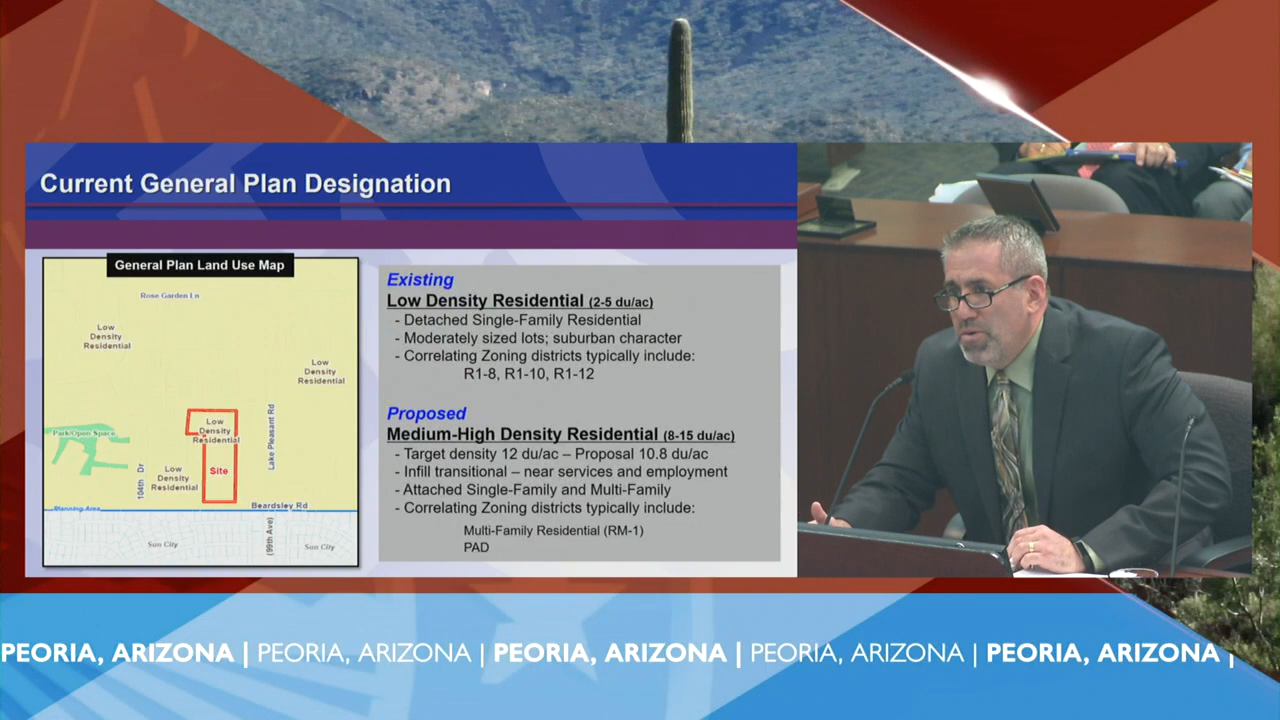 Current General Plan Designation
General Plan Land Use Map
Rose Garden Ln
Low
Density
Residential
Low
Density
Residential
Low
Density
Residential
Park/Open Space
Lake Pleasant Rd
104th Dr
Low
Density
Residential
Site
Beardsley Rd
Planning Area
(99th Ave)
Sun City
Sun City
Existing
Low Density Residential (2-5 du/ac)
- Detached Single-Family Residential
- Moderately sized lots; suburban character
- Correlating Zoning districts typically include:
R1-8, R1-10, R1-12
Proposed
Medium-High Density Residential (8-15 du/ac)
- Target density 12 du/ac – Proposal 10.8 du/ac
- Infill transitional – near services and employment
- Attached Single-Family and Multi-Family
- Correlating Zoning districts typically include:
Multi-Family Residential (RM-1)
PAD
PEORIA, ARIZONA | PEORIA, ARIZONA | PEORIA, ARIZONA | PEORIA, ARIZONA | PEORIA, ARIZONA |